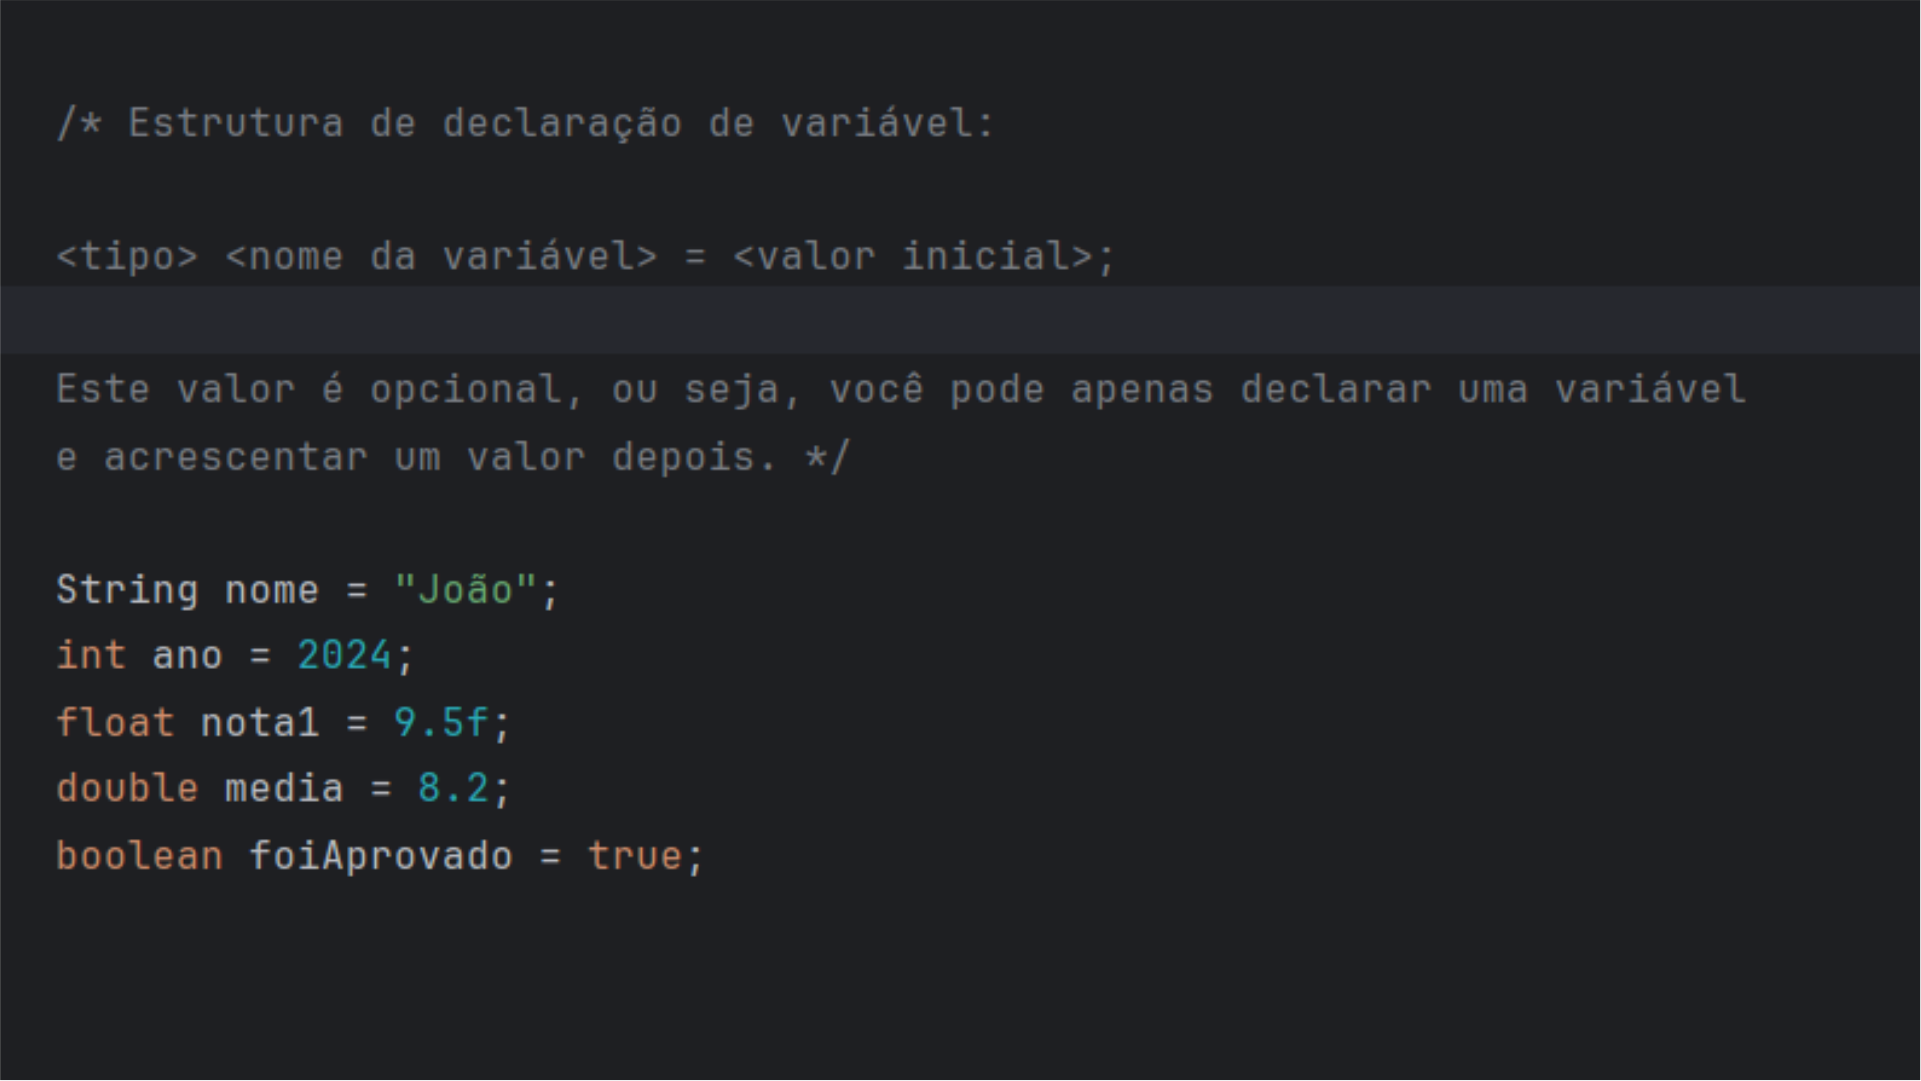 /* Estrutura de declaração de variável:
<tipo> <nome da variável> = <valor inicial>;
Este valor é opcional, ou seja, você pode apenas declarar uma variável
e acrescentar um valor depois. */
String nome = "João";
int ano = 2024;
float nota1 = 9.5f;
double media = 8.2;
boolean foiAprovado = true;